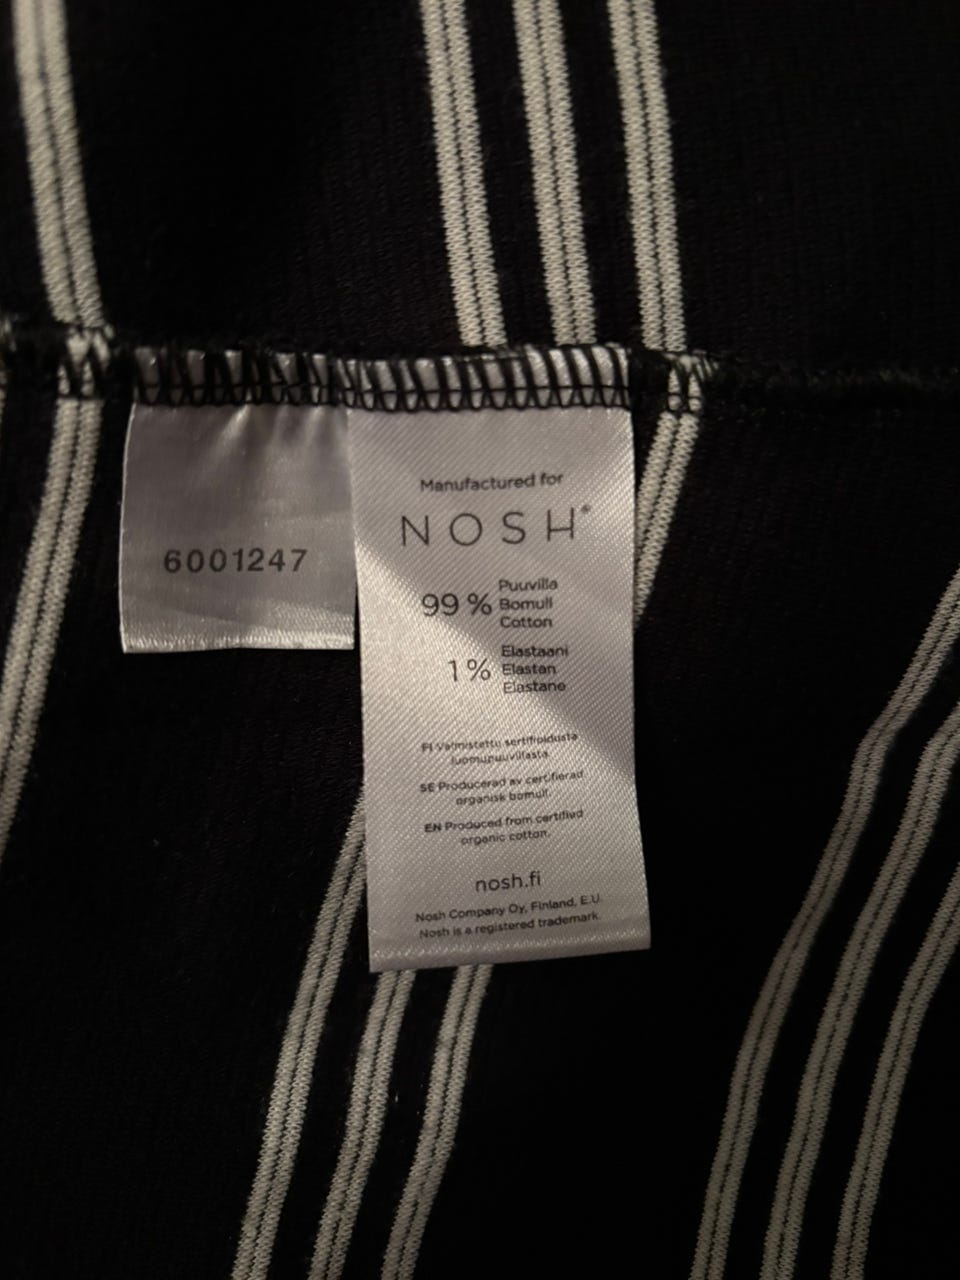 6001247
Manufactured for
NOSH®
99 % Puuvilla
Bomull
Cotton
1 % Elastaani
Elastan
Elastane
FI Valmistettu sertifioidusta
luomupuuvillasta.
SE Producerad av certifierad
organisk bomull.
EN Produced from certified
organic cotton.
nosh.fi
Nosh Company Oy, Finland, E.U.
Nosh is a registered trademark.